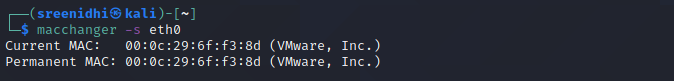 ┌──(sreenidhi㉿kali)-[~]
└─$ macchanger -s eth0
Current MAC:   00:0c:29:6f:f3:8d (VMware, Inc.)
Permanent MAC: 00:0c:29:6f:f3:8d (VMware, Inc.)